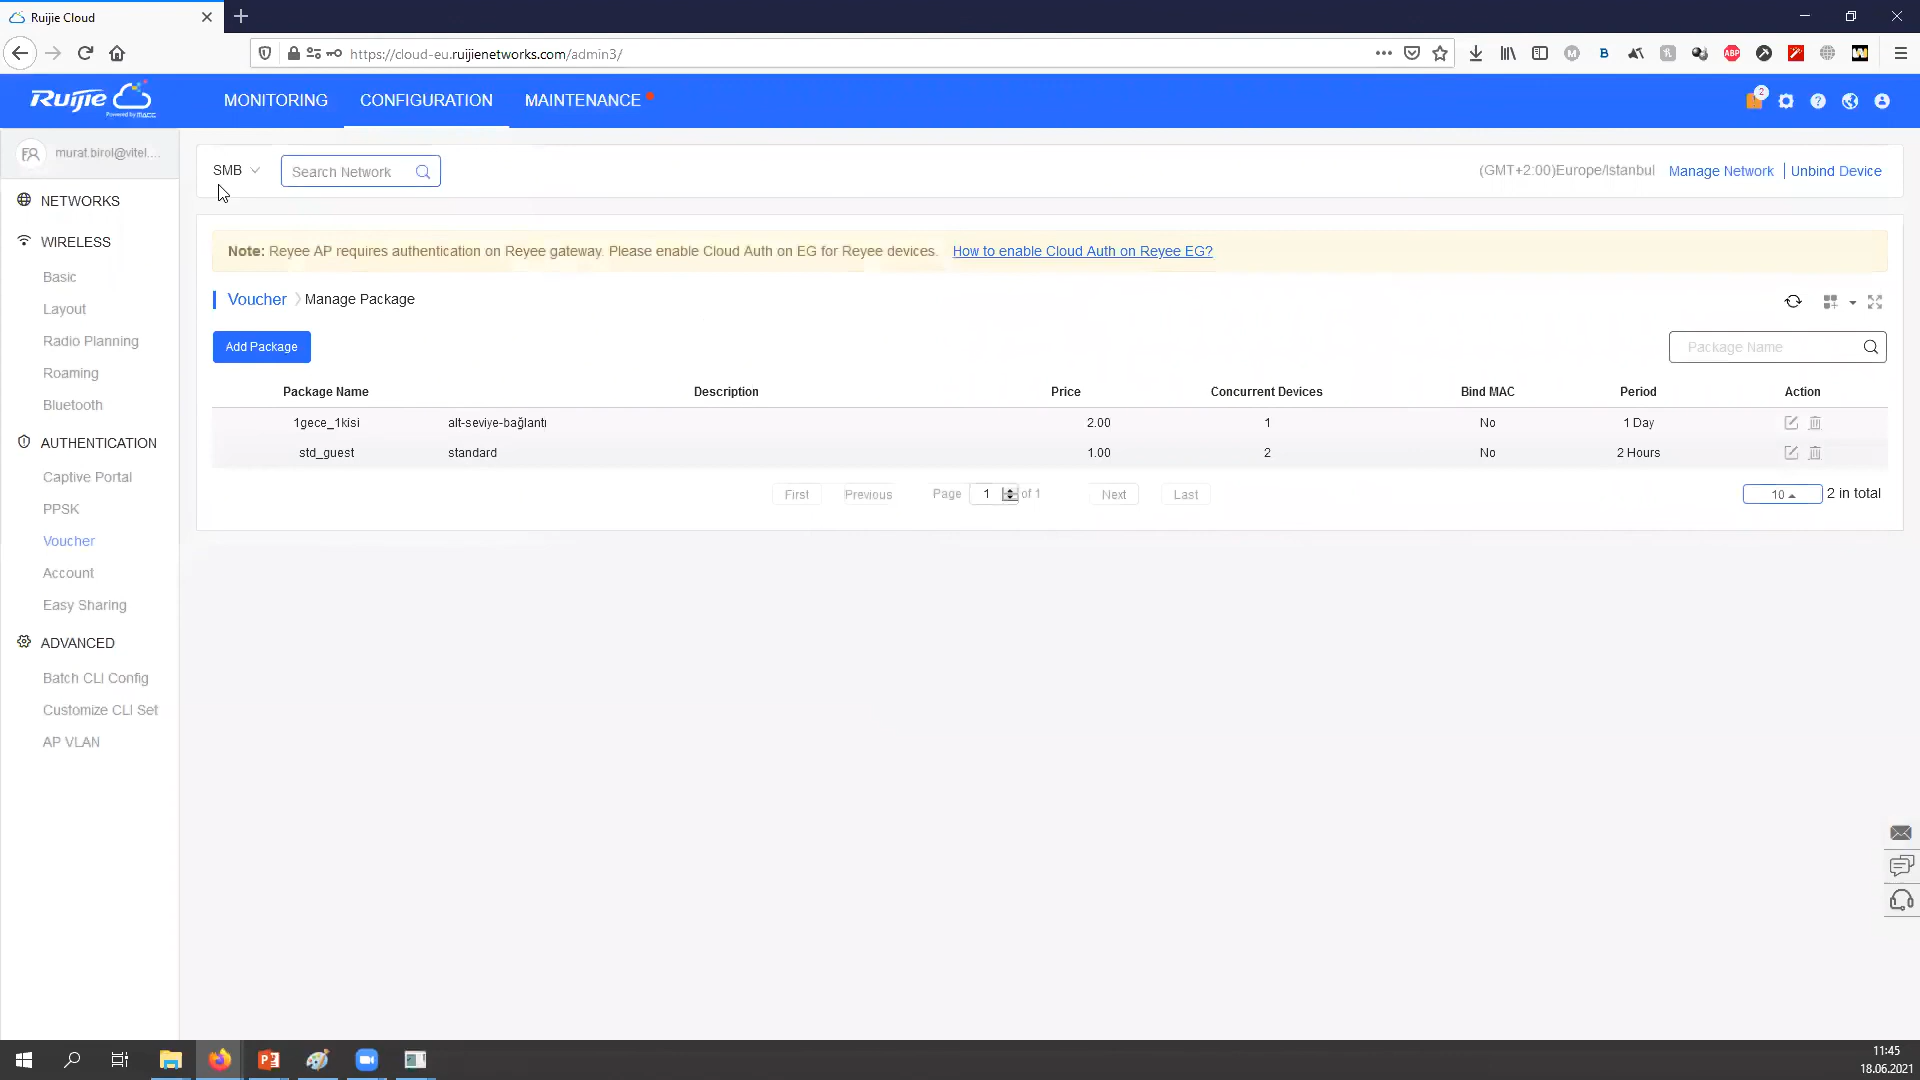 Ruijie Cloud
https://cloud-eu.ruijienetworks.com/admin3/
Ruijie
Powered by MACC
MONITORING
CONFIGURATION
MAINTENANCE
2
murat.birol@vitel....
SMB
Search Network
(GMT+2:00)Europe/Istanbul
Manage Network
Unbind Device
NETWORKS
WIRELESS
Basic
Layout
Radio Planning
Roaming
Bluetooth
AUTHENTICATION
Captive Portal
PPSK
Voucher
Account
Easy Sharing
ADVANCED
Batch CLI Config
Customize CLI Set
AP VLAN
Note: Reyee AP requires authentication on Reyee gateway. Please enable Cloud Auth on EG for Reyee devices. How to enable Cloud Auth on Reyee EG?
Voucher Manage Package
Add Package
Package Name
Package Name Description Price Concurrent Devices Bind MAC Period Action
1gece_1kisi alt-seviye-bağlantı 2.00 1 No 1 Day
std_guest standard 1.00 2 No 2 Hours
First Previous Page 1 of 1 Next Last 10 2 in total
11:45
18.06.2021